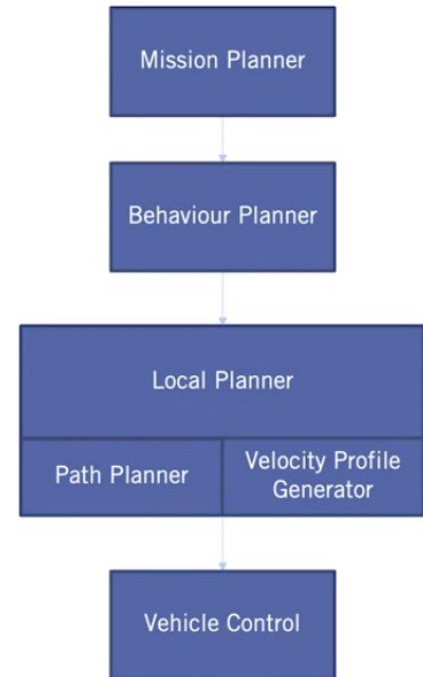 Mission Planner
Behaviour Planner
Local Planner
Path Planner
Velocity Profile
Generator
Vehicle Control